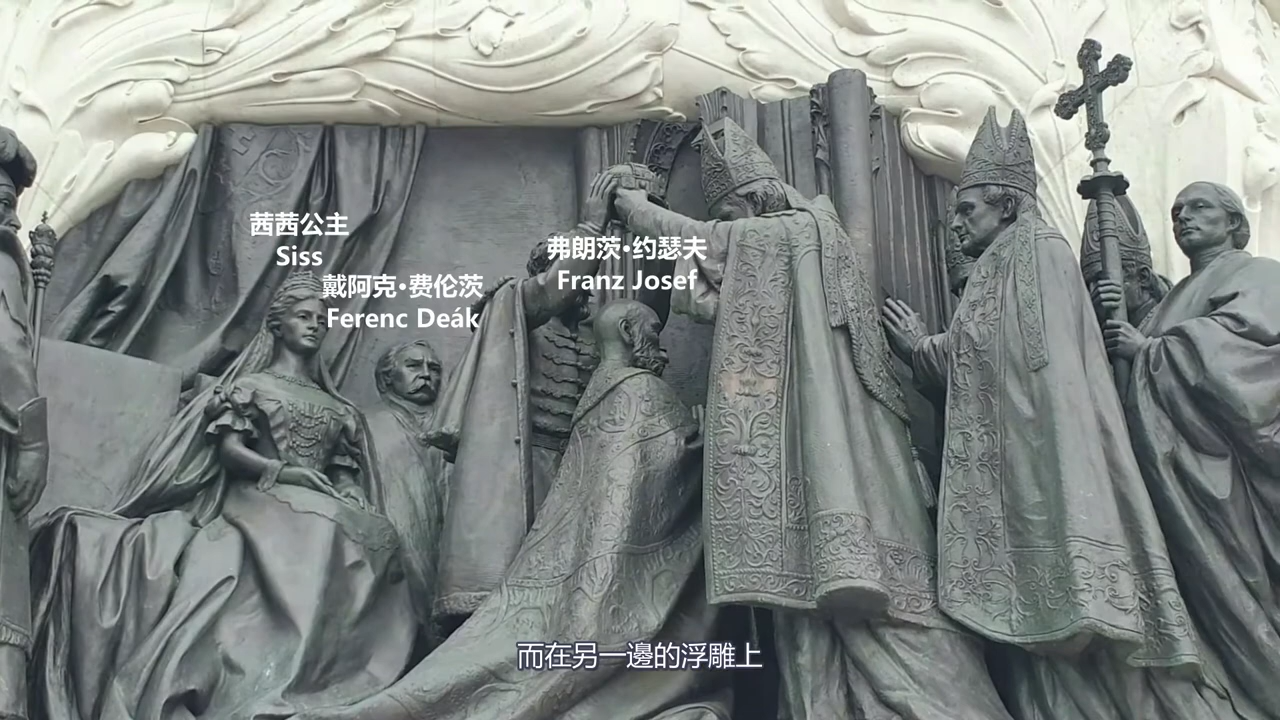 茜茜公主
Siss
戴阿克·费伦茨
Ferenc Deák
弗朗茨·约瑟夫
Franz Josef
而在另一邊的浮雕上